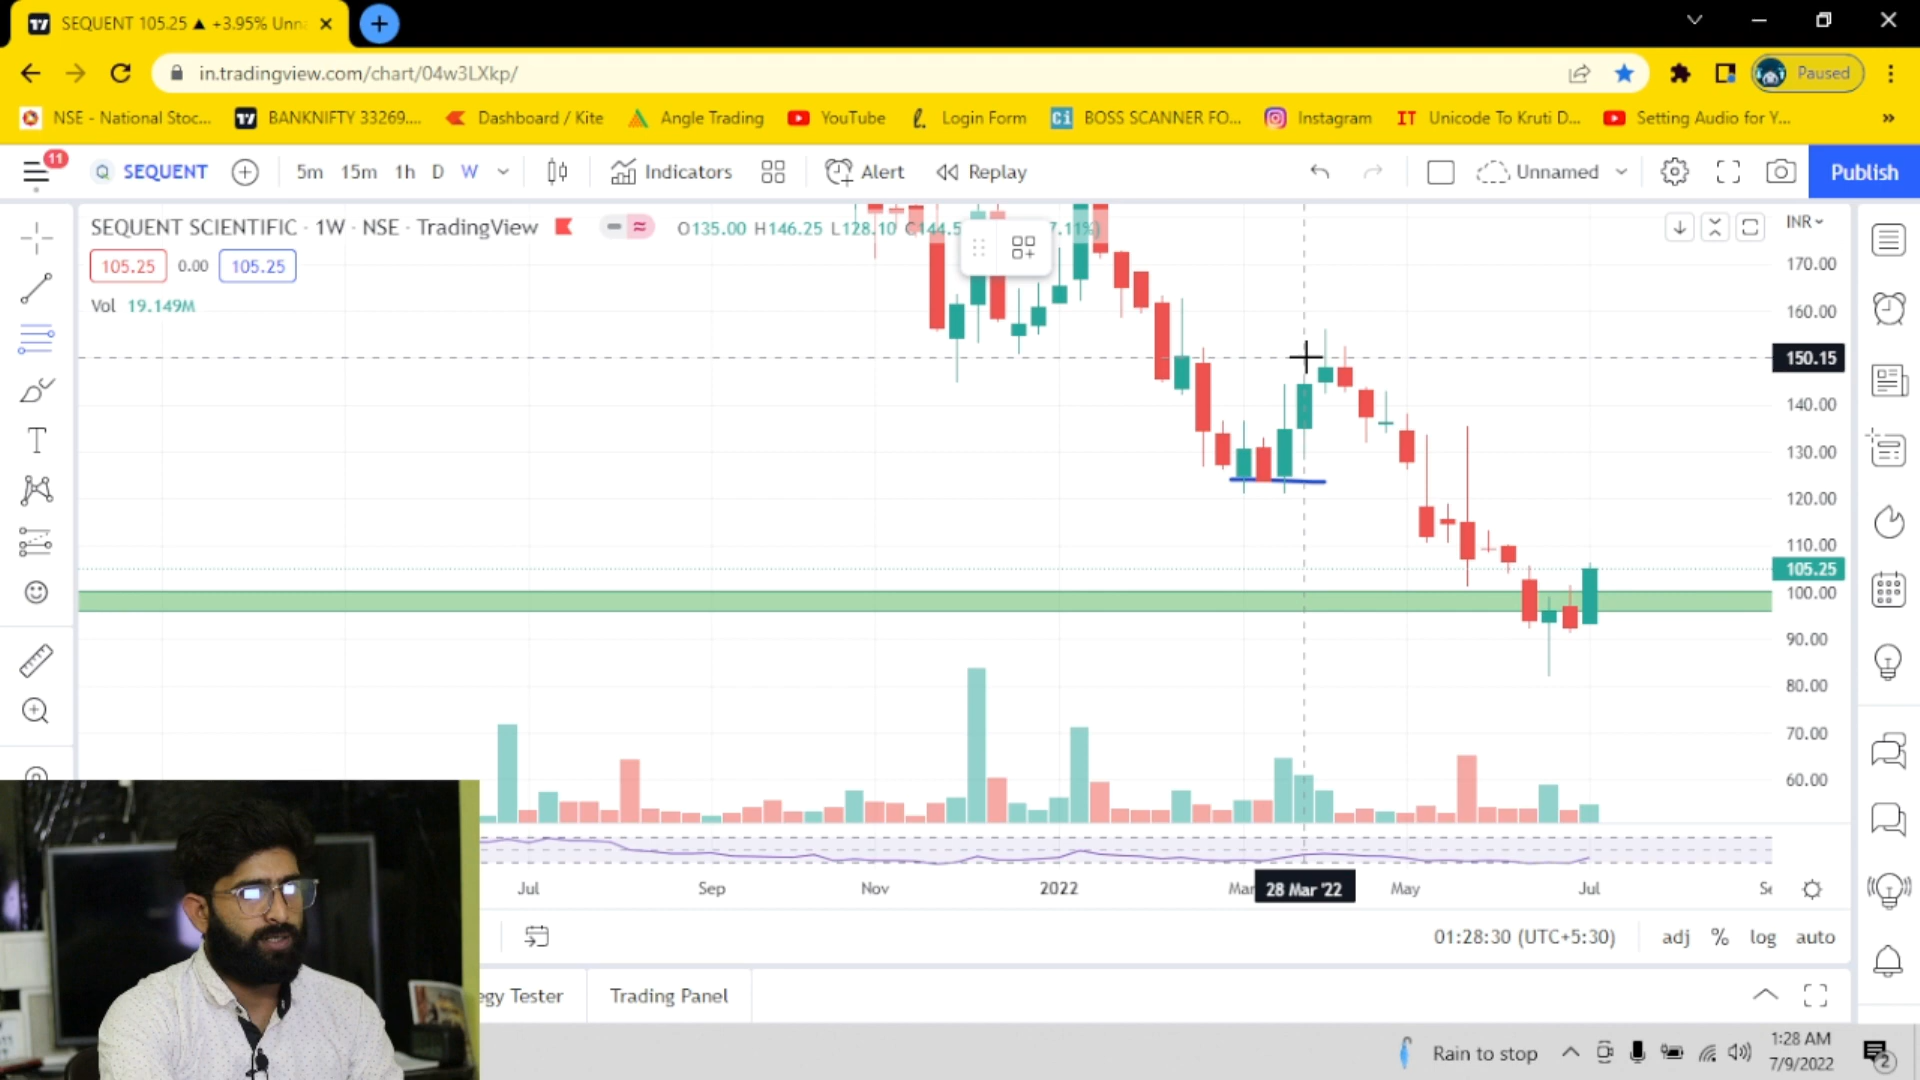 SEQUENT 105.25 ▲ +3.95% Unn
in.tradingview.com/chart/04w3LXkp/
Paused
NSE - National Stoc...
BANKNIFTY 33269....
Dashboard / Kite
Angle Trading
YouTube
Login Form
BOSS SCANNER FO...
Instagram
Unicode To Kruti D...
Setting Audio for Y...
»
11
SEQUENT
5m 15m 1h D W
Indicators
Alert
Replay
Unnamed
Publish
SEQUENT SCIENTIFIC · 1W · NSE · TradingView
O135.00 H146.25 L128.10 C144.5 7.11%)
INR
105.25 0.00 105.25
Vol 19.149M
170.00
160.00
150.15
140.00
130.00
120.00
110.00
105.25
100.00
90.00
80.00
70.00
60.00
Jul Sep Nov 2022 Mar 28 Mar '22 May Jul
01:28:30 (UTC+5:30)
adj % log auto
egy Tester
Trading Panel
Rain to stop
1:28 AM
7/9/2022
2